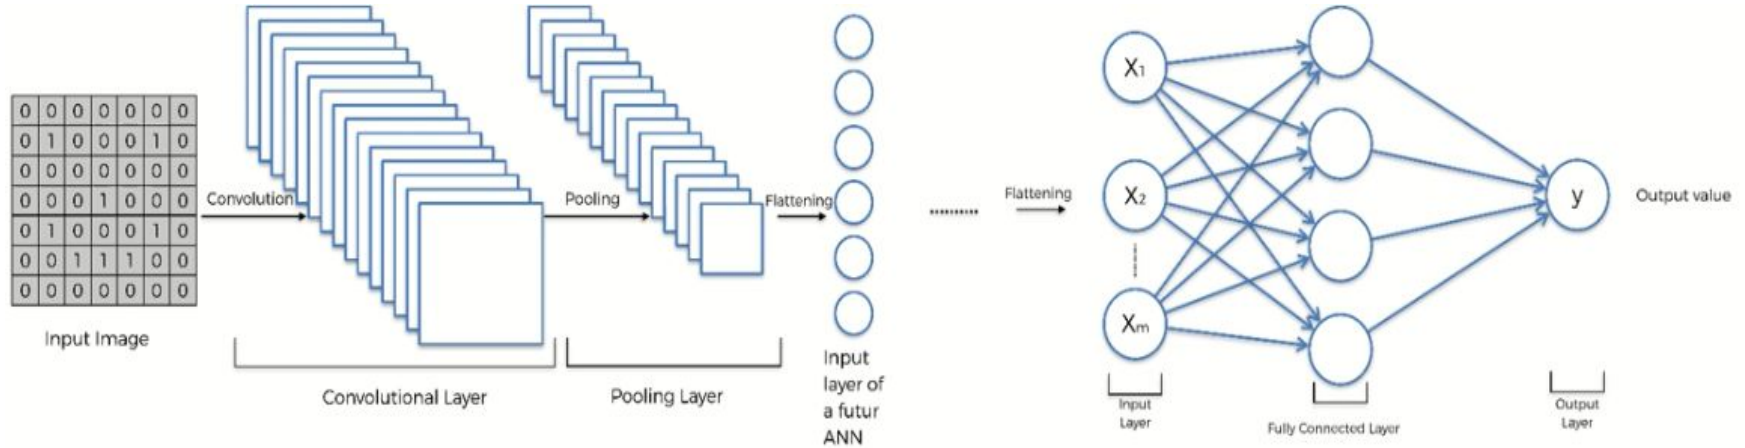 0 0 0 0 0 0 0
0 1 0 0 0 1 0
0 0 0 0 0 0 0
0 0 0 1 0 0 0
0 1 0 0 0 1 0
0 0 1 1 1 0 0
0 0 0 0 0 0 0
Input Image
Convolution
Convolutional Layer
Pooling
Pooling Layer
Flattening
Input
layer of
a futur
ANN
..........
Flattening
X1
X2
Xm
Input
Layer
Fully Connected Layer
y
Output
Layer
Output value